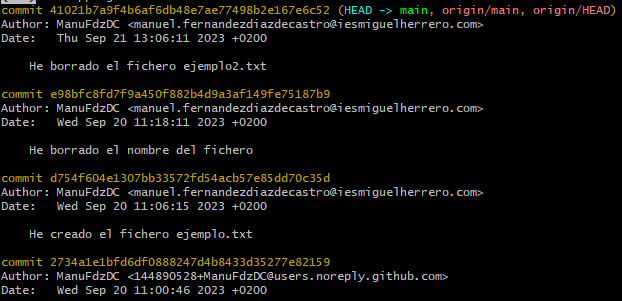 commit 41021b7a9f4b6af6db48e7ae77498b2e167e6c52 (HEAD -> main, origin/main, origin/HEAD)
Author: ManuFdzDC <manuel.fernandezdiazdecastro@iesmiguelherrero.com>
Date:   Thu Sep 21 13:06:11 2023 +0200
He borrado el fichero ejemplo2.txt
commit e98bfc8fd7f9a450f882b4d9a3af149fe75187b9
Author: ManuFdzDC <manuel.fernandezdiazdecastro@iesmiguelherrero.com>
Date:   Wed Sep 20 11:18:11 2023 +0200
He borrado el nombre del fichero
commit d754f604e1307bb33572fd54acb57e85dd70c35d
Author: ManuFdzDC <manuel.fernandezdiazdecastro@iesmiguelherrero.com>
Date:   Wed Sep 20 11:06:15 2023 +0200
He creado el fichero ejemplo.txt
commit 2734a1e1bfd6df0888247d4b8433d35277e82159
Author: ManuFdzDC <144890528+ManuFdzDC@users.noreply.github.com>
Date:   Wed Sep 20 11:00:46 2023 +0200